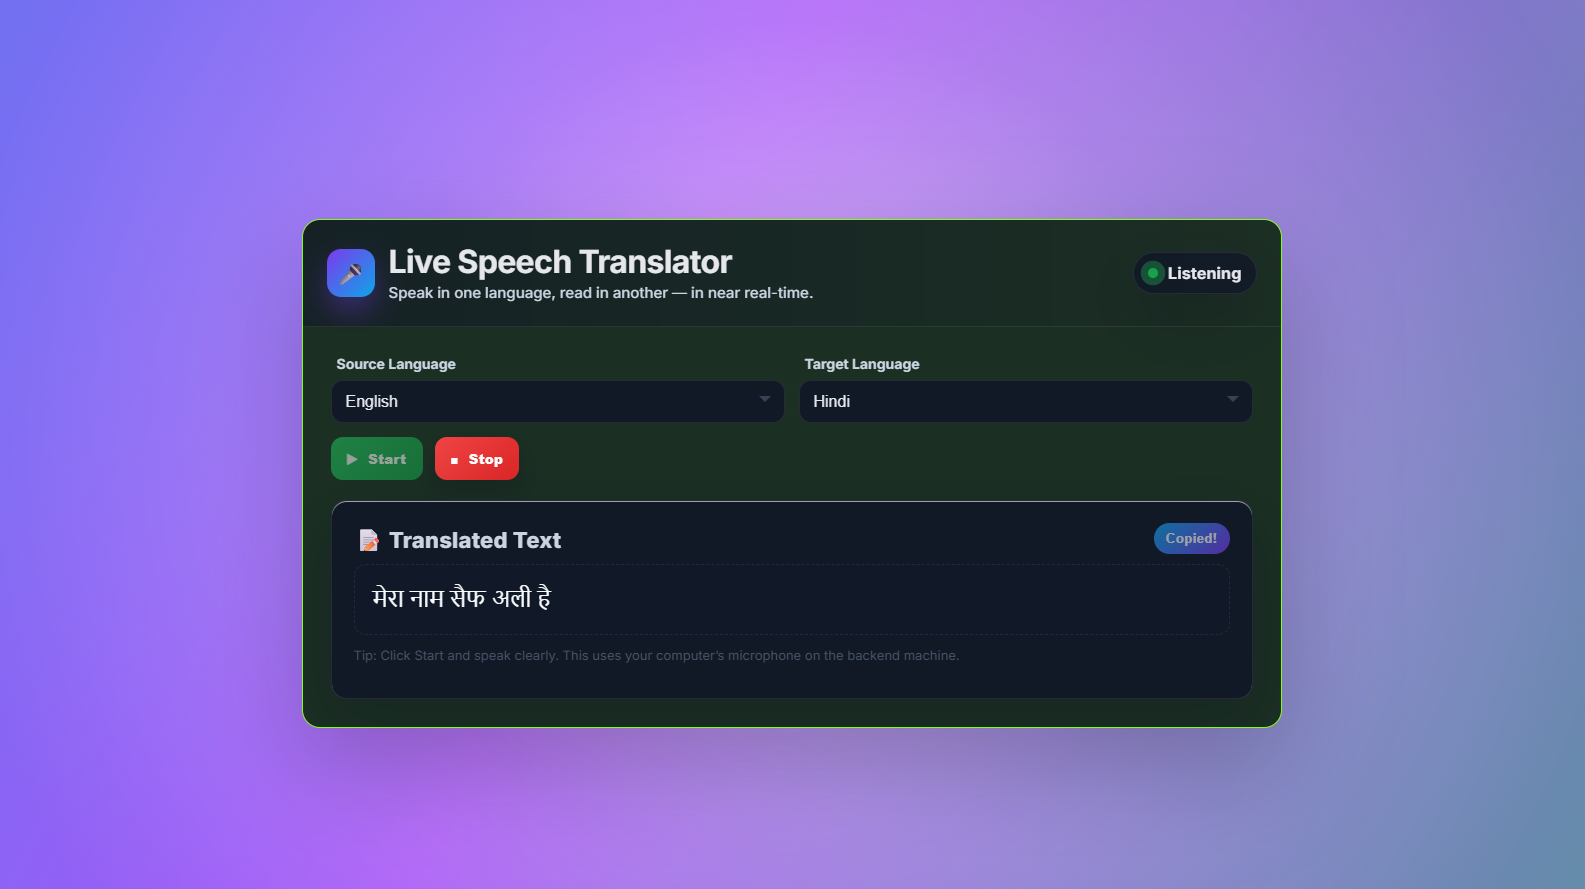 Live Speech Translator
Speak in one language, read in another — in near real-time.
Listening
Source Language
Target Language
English
Hindi
Start
Stop
Translated Text
Copied!
मेरा नाम सैफ अली है
Tip: Click Start and speak clearly. This uses your computer’s microphone on the backend machine.